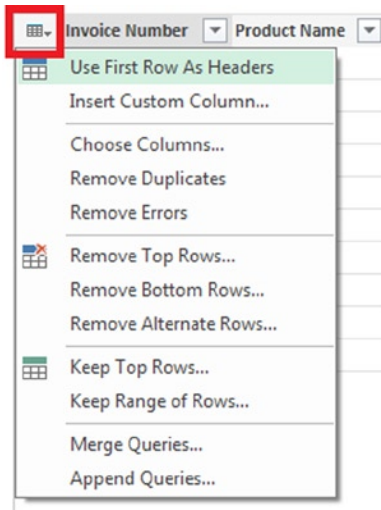 Invoice Number Product Name
Use First Row As Headers
Insert Custom Column...
Choose Columns...
Remove Duplicates
Remove Errors
Remove Top Rows...
Remove Bottom Rows...
Remove Alternate Rows...
Keep Top Rows...
Keep Range of Rows...
Merge Queries...
Append Queries...